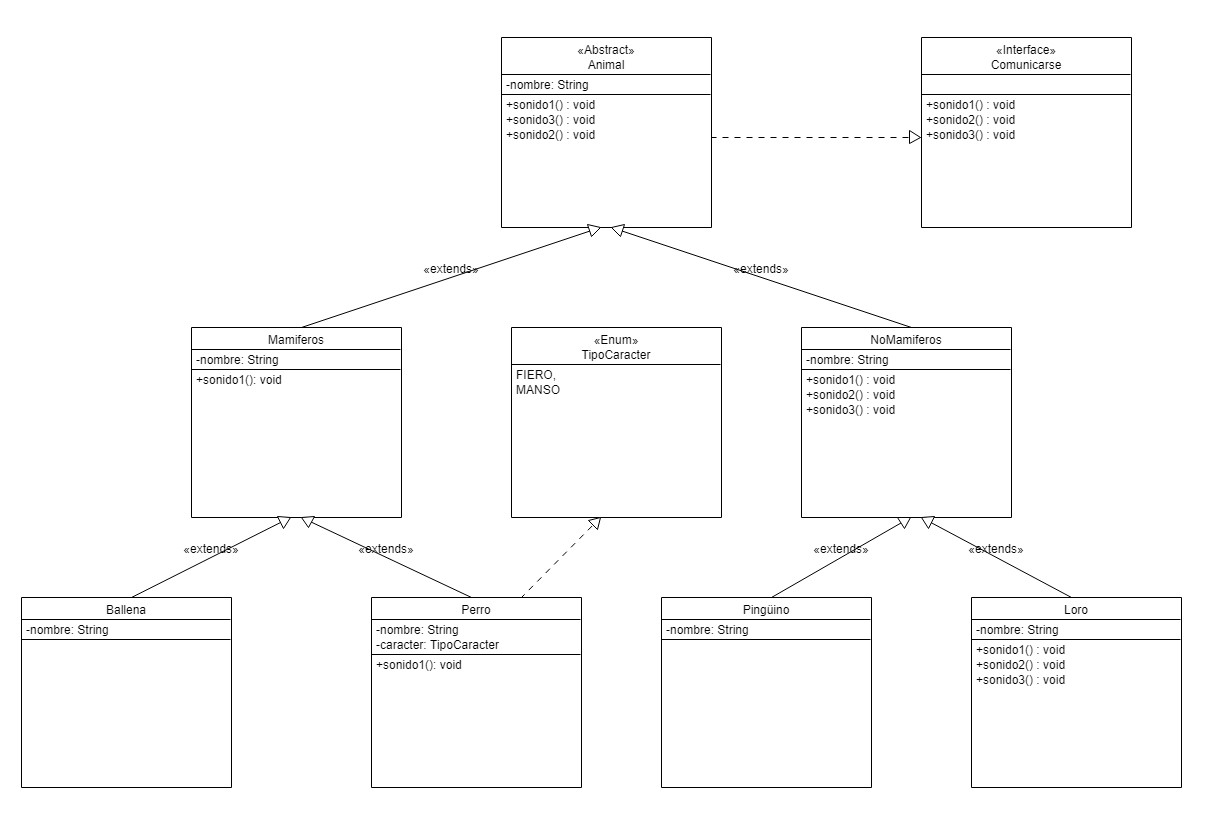 «Abstract»
Animal
-nombre: String
+sonido1() : void
+sonido3() : void
+sonido2() : void
«Interface»
Comunicarse
+sonido1() : void
+sonido2() : void
+sonido3() : void
«extends»
«extends»
Mamiferos
-nombre: String
+sonido1(): void
«Enum»
TipoCaracter
FIERO,
MANSO
NoMamiferos
-nombre: String
+sonido1() : void
+sonido2() : void
+sonido3() : void
«extends»
«extends»
«extends»
«extends»
Ballena
-nombre: String
Perro
-nombre: String
-caracter: TipoCaracter
+sonido1(): void
Pingüino
-nombre: String
Loro
-nombre: String
+sonido1() : void
+sonido2() : void
+sonido3() : void